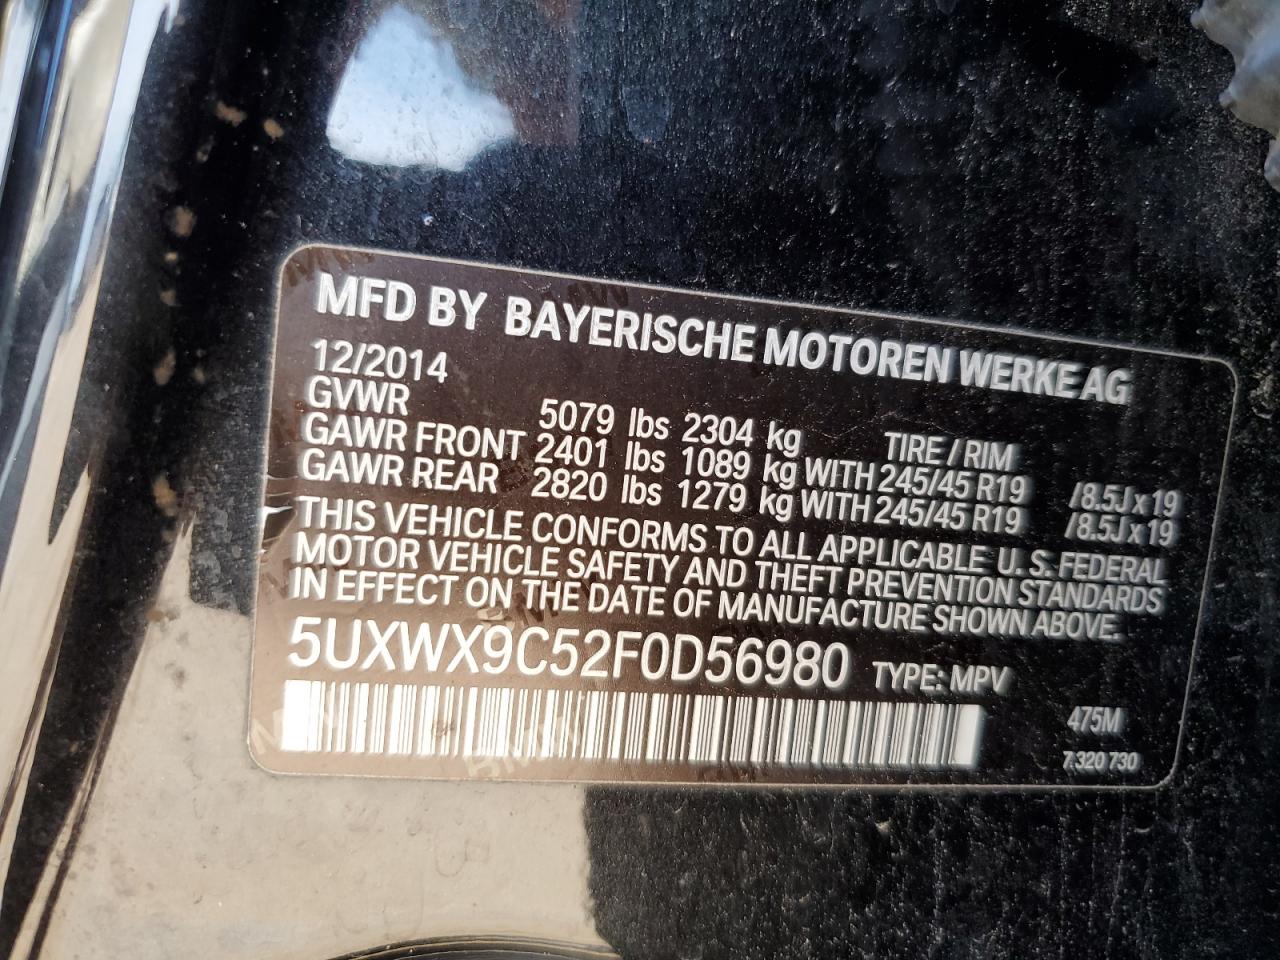 MFD BY BAYERISCHE MOTOREN WERKE AG
12/2014
GVWR 5079 lbs 2304 kg TIRE / RIM
GAWR FRONT 2401 lbs 1089 kg WITH 245/45 R19 /8.5J x 19
GAWR REAR 2820 lbs 1279 kg WITH 245/45 R19 /8.5J x 19
THIS VEHICLE CONFORMS TO ALL APPLICABLE U.S. FEDERAL
MOTOR VEHICLE SAFETY AND THEFT PREVENTION STANDARDS
IN EFFECT ON THE DATE OF MANUFACTURE SHOWN ABOVE.
5UXWX9C52F0D56980 TYPE: MPV
475M
7.320 730